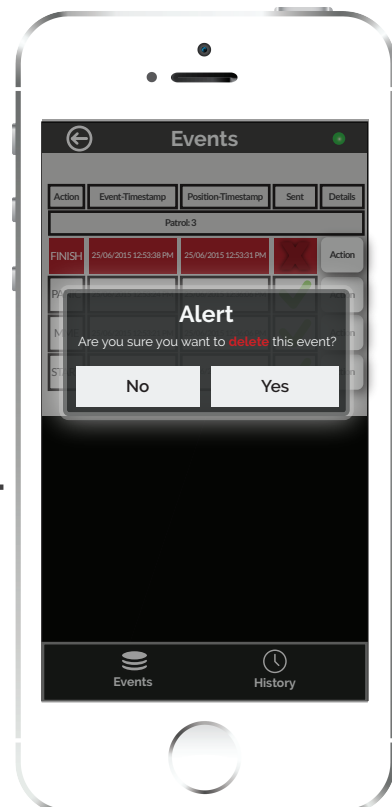 Events
Action Event-Timestamp Position-Timestamp Sent Details
Patrol: 3
FINISH 25/06/2015 12:53:38 PM 25/06/2015 12:53:31 PM Action
Alert
Are you sure you want to delete this event?
No Yes
Events History